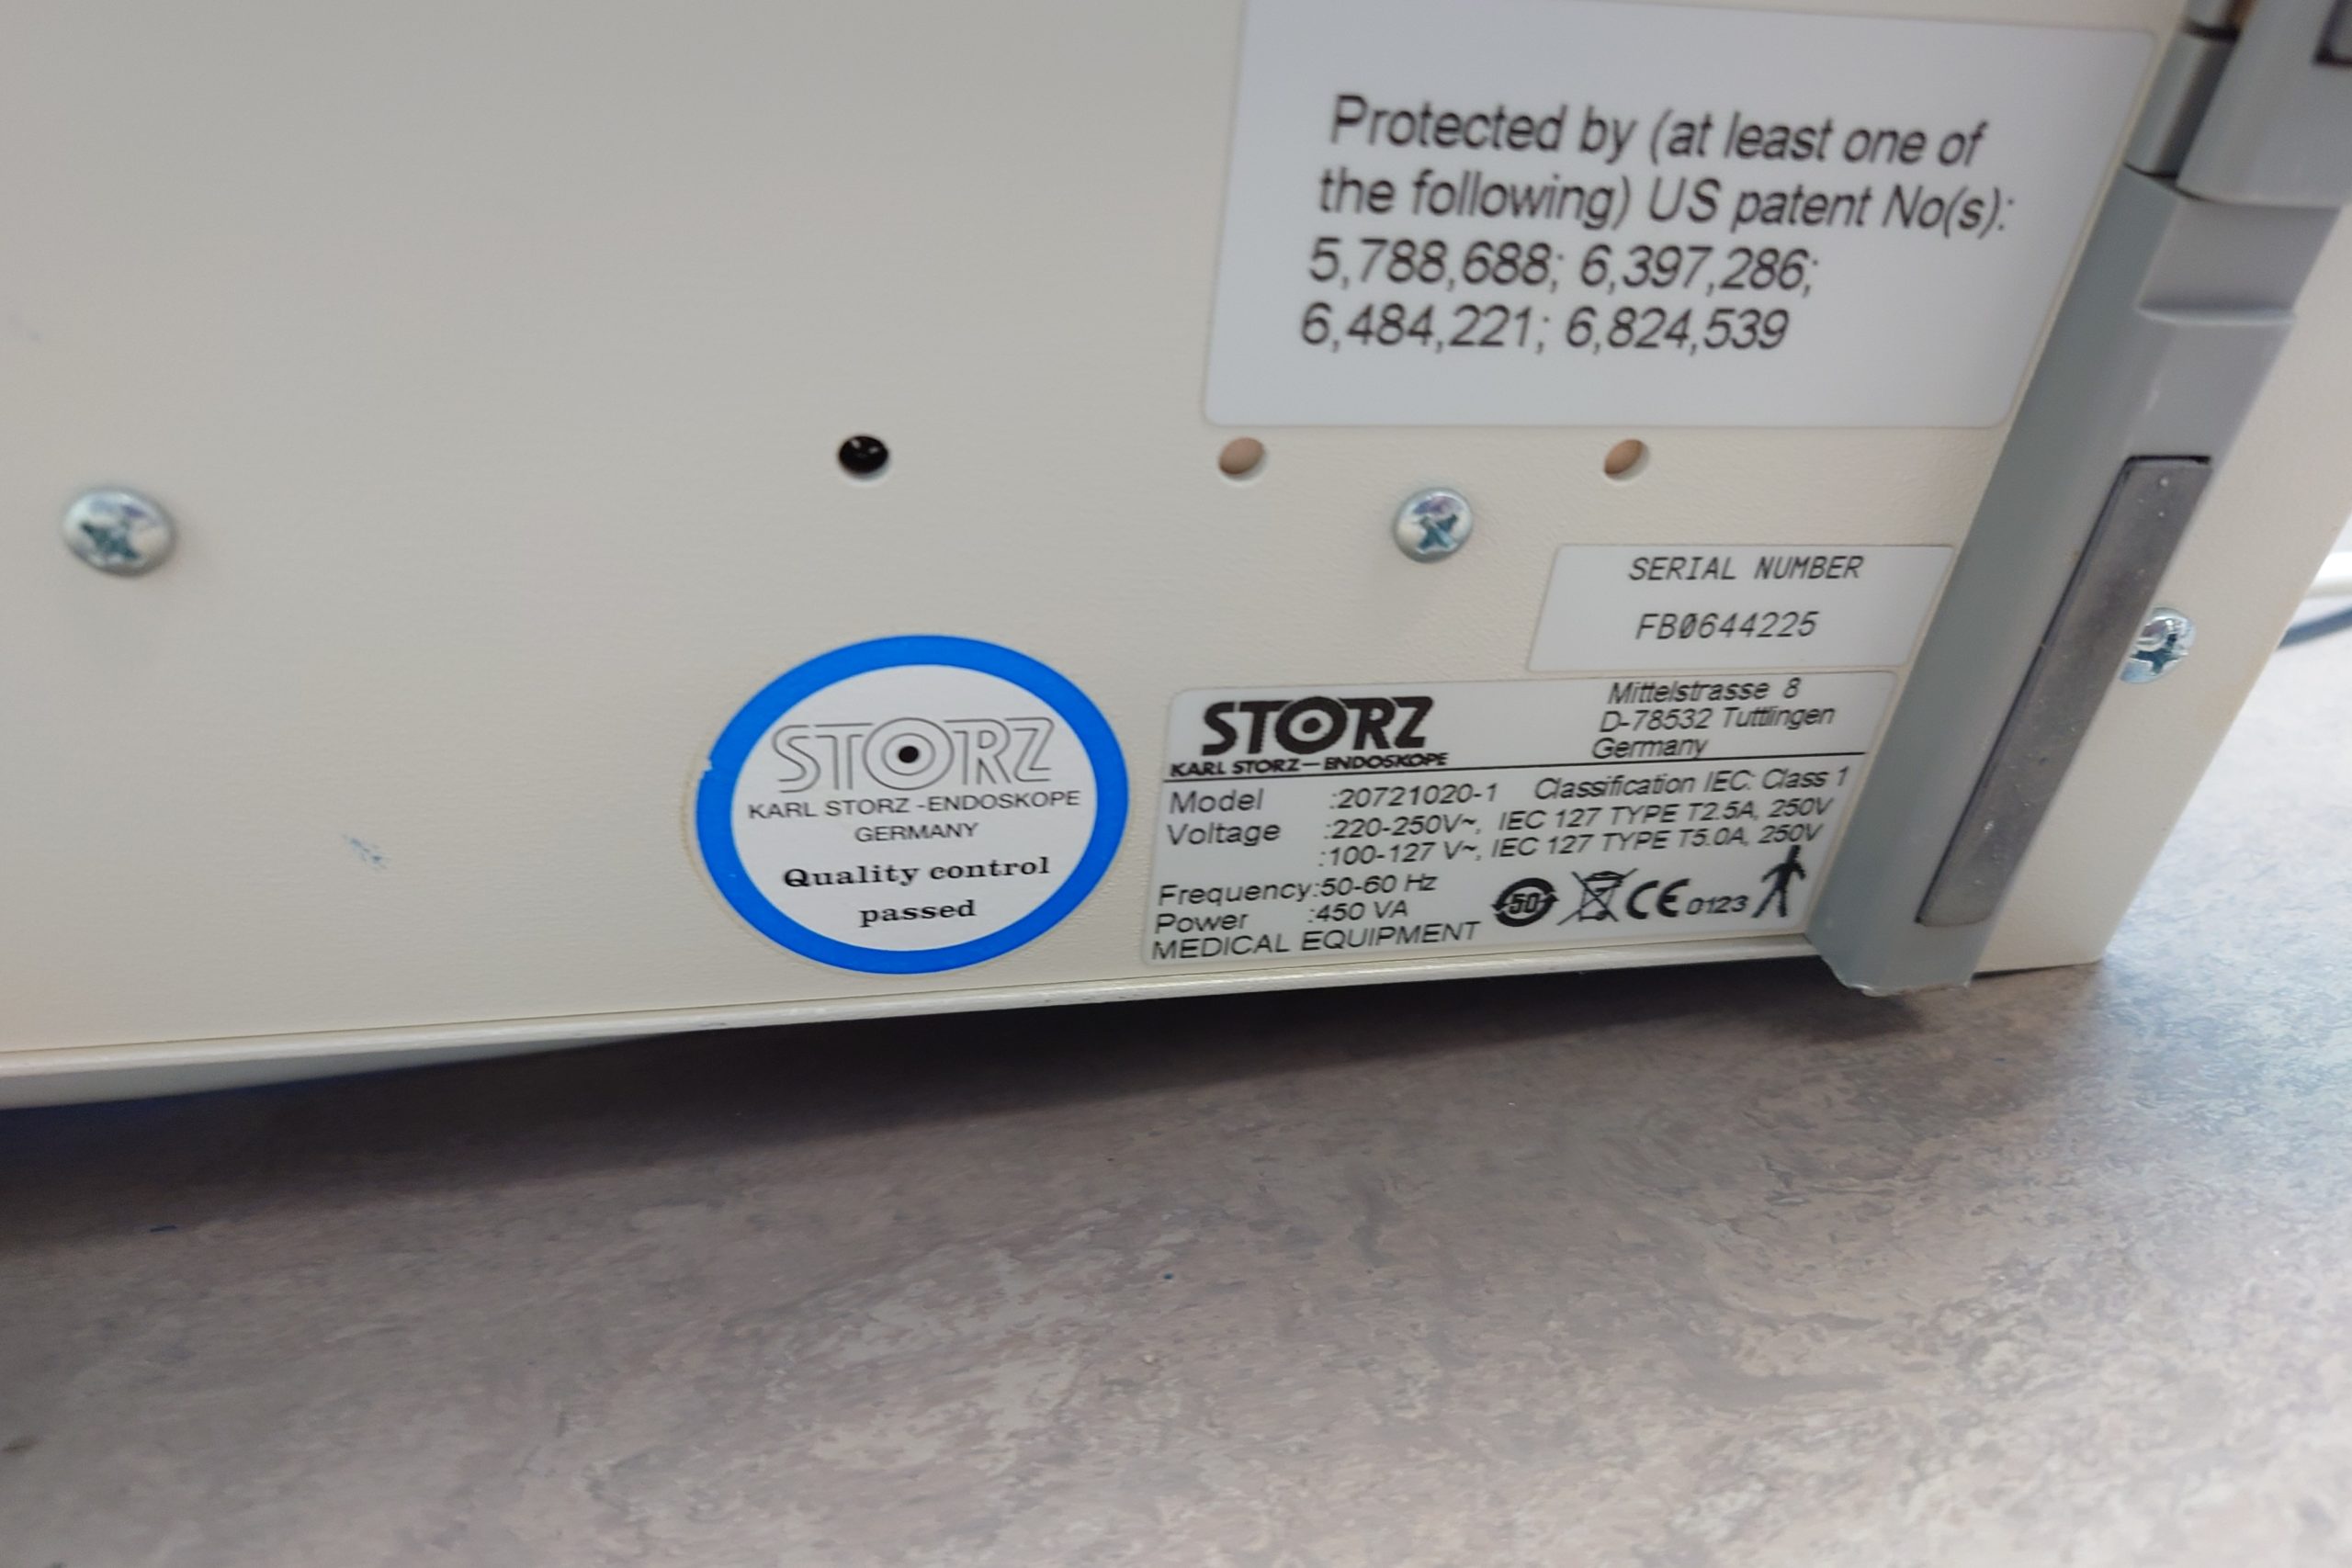 Protected by (at least one of
the following) US patent No(s):
5,788,688; 6,397,286;
6,484,221; 6,824,539
SERIAL NUMBER
FBØ644225
STORZ
KARL STORZ-ENDOSKOPE
GERMANY
Quality control
passed
STORZ
KARL STORZ—ENDOSKOPE
Mittelstrasse 8
D-78532 Tuttlingen
Germany
Model :20721020-1 Classification IEC: Class 1
Voltage :220-250V~, IEC 127 TYPE T2.5A, 250V
:100-127 V~, IEC 127 TYPE T5.0A, 250V
Frequency:50-60 Hz
Power :450 VA
MEDICAL EQUIPMENT
50
CE 0123